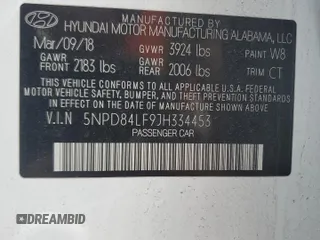 MANUFACTURED BY
HYUNDAI MOTOR MANUFACTURING ALABAMA, LLC
Mar/09/18 GVWR 3924 lbs PAINT W8
GAWR FRONT 2183 lbs GAWR REAR 2006 lbs TRIM CT
THIS VEHICLE CONFORMS TO ALL APPLICABLE FEDERAL MOTOR
VEHICLE SAFETY, BUMPER, AND THEFT PREVENTION STANDARDS
IN EFFECT ON THE DATE OF MANUFACTURE SHOWN ABOVE.
V.I.N 5NPD84LF9JH334453
PASSENGER CAR
DREAMBID